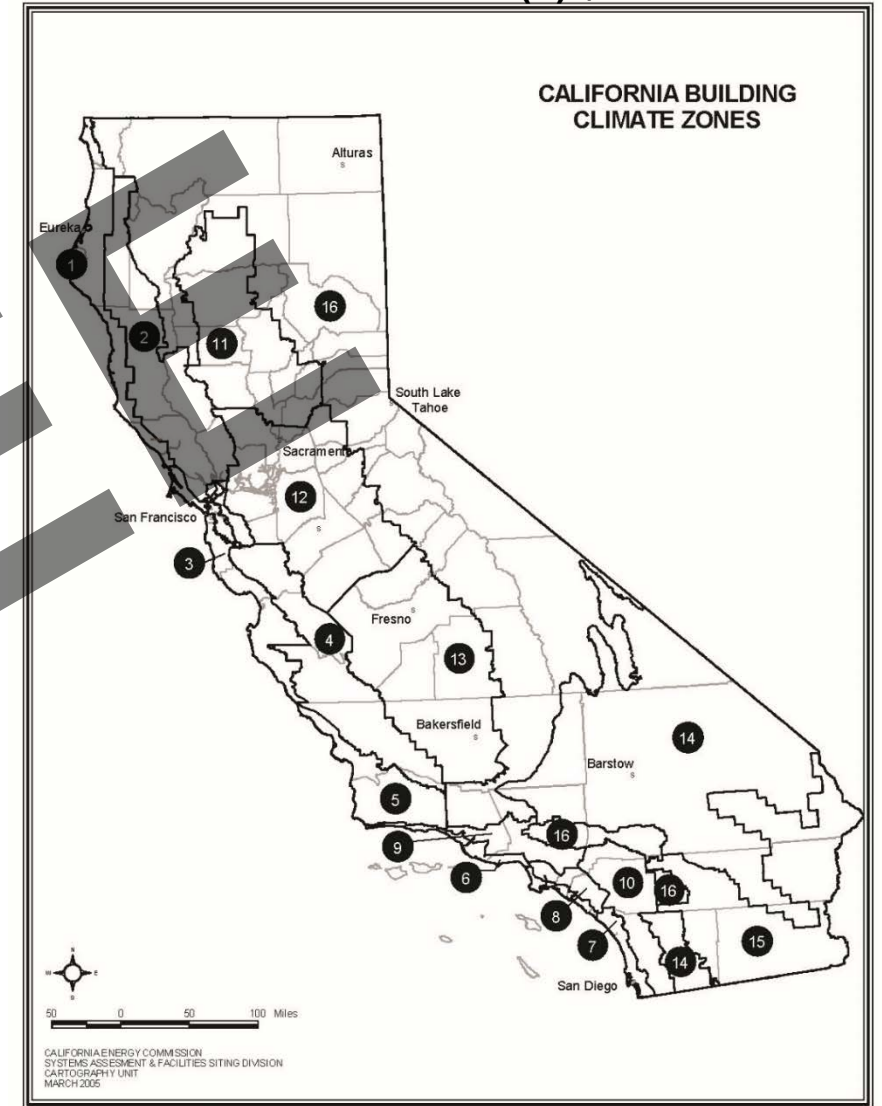 CALIFORNIA BUILDING
CLIMATE ZONES
Alturas
s
Eureka
1
16
2
11
South Lake
Tahoe
Sacramento
12
San Francisco
s
3
Fresno
s
4
13
Bakersfield
s
14
Barstow
s
5
16
9
6
10
16
8
15
7
14
San Diego
N
W
E
S
50 0 50 100 Miles
CALIFORNIA ENERGY COMMISSION
SYSTEMS ASSESMENT & FACILITIES SITING DIVISION
CARTOGRAPHY UNIT
MARCH 2005